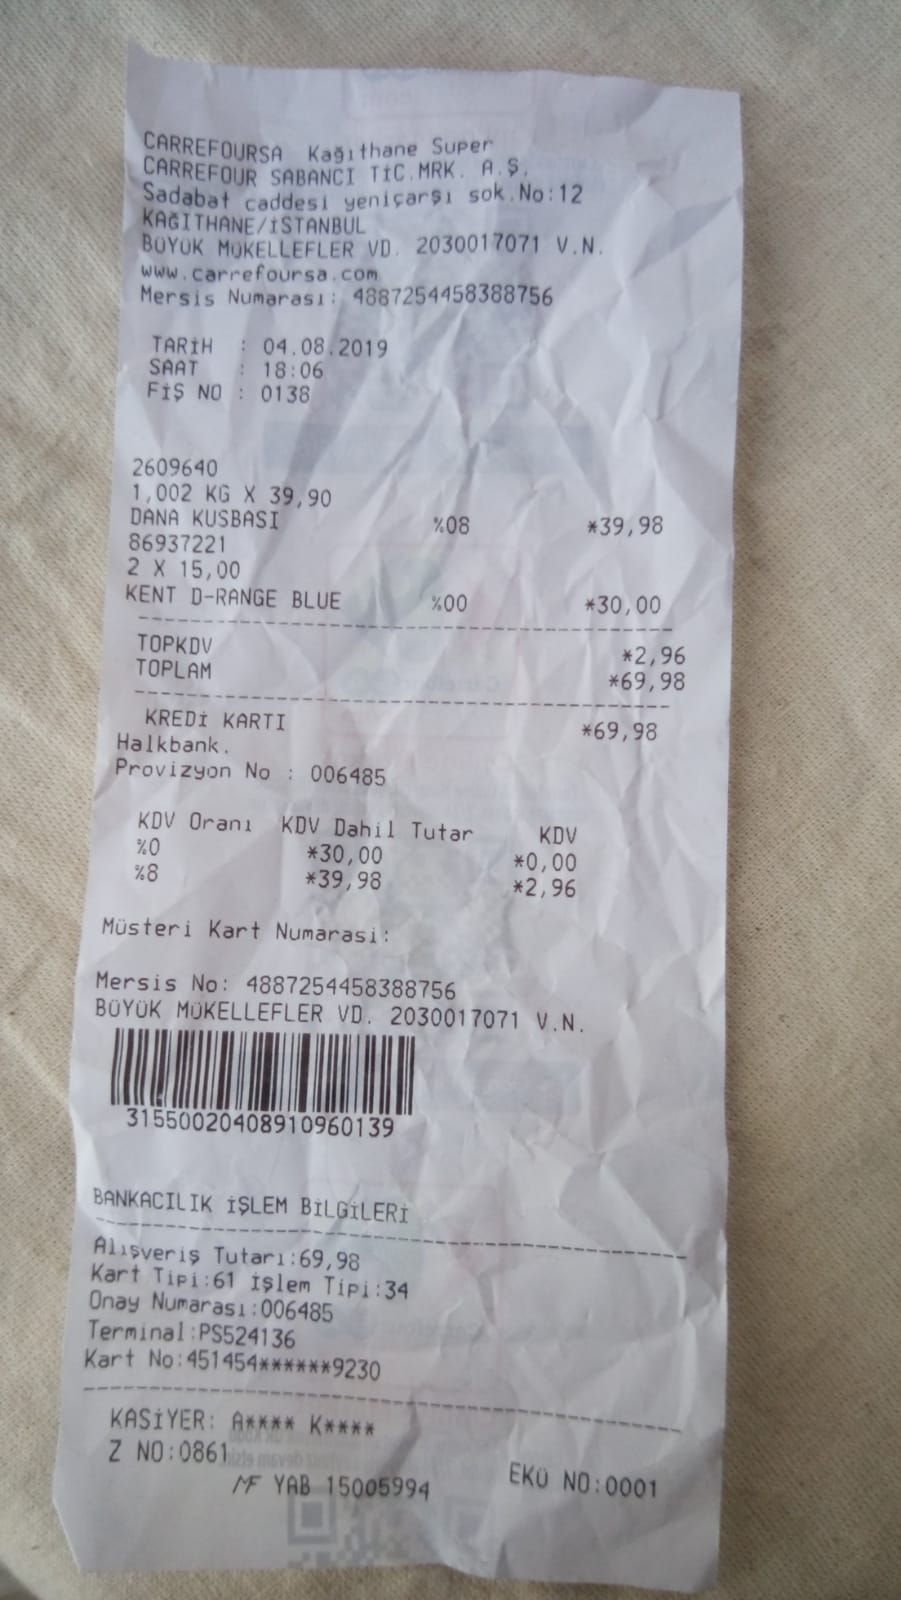 CARREFOURSA Kağıthane Super
CARREFOUR SABANCI TİC.MRK. A.Ş.
Sadabat caddesi yeniçarşı sok.No:12
KAĞITHANE/İSTANBUL
BÜYÜK MÜKELLEFLER VD. 2030017071 V.N.
www.carrefoursa.com
Mersis Numarası: 4887254458388756
TARİH : 04.08.2019
SAAT : 18:06
FİŞ NO : 0138
2609640
1,002 KG X 39,90
DANA KUSBASI %08 *39,98
86937221
2 X 15,00
KENT D-RANGE BLUE %00 *30,00
TOPKDV *2,96
TOPLAM *69,98
KREDİ KARTI *69,98
Halkbank.
Provizyon No : 006485
KDV Oranı KDV Dahil Tutar KDV
%0 *30,00 *0,00
%8 *39,98 *2,96
Müsteri Kart Numarasi:
Mersis No: 4887254458388756
BÜYÜK MÜKELLEFLER VD. 2030017071 V.N.
31550020408910960139
BANKACILIK İŞLEM BİLGİLERİ
Alışveriş Tutarı:69,98
Kart Tipi:61 İşlem Tipi:34
Onay Numarası:006485
Terminal:PS524136
Kart No:451454******9230
KASİYER: A**** K****
Z NO:0861
EKÜ NO:0001
MF YAB 15005994